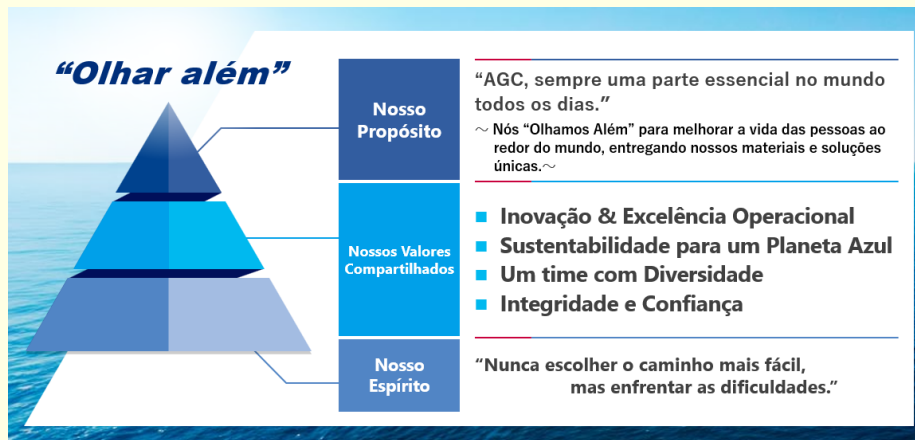 “Olhar além”
Nosso
Propósito
“AGC, sempre uma parte essencial no mundo
todos os dias.”
～ Nós “Olhamos Além” para melhorar a vida das pessoas ao
redor do mundo, entregando nossos materiais e soluções
únicas.～
Nossos Valores
Compartilhados
■ Inovação & Excelência Operacional
■ Sustentabilidade para um Planeta Azul
■ Um time com Diversidade
■ Integridade e Confiança
Nosso
Espírito
“Nunca escolher o caminho mais fácil,
mas enfrentar as dificuldades.”